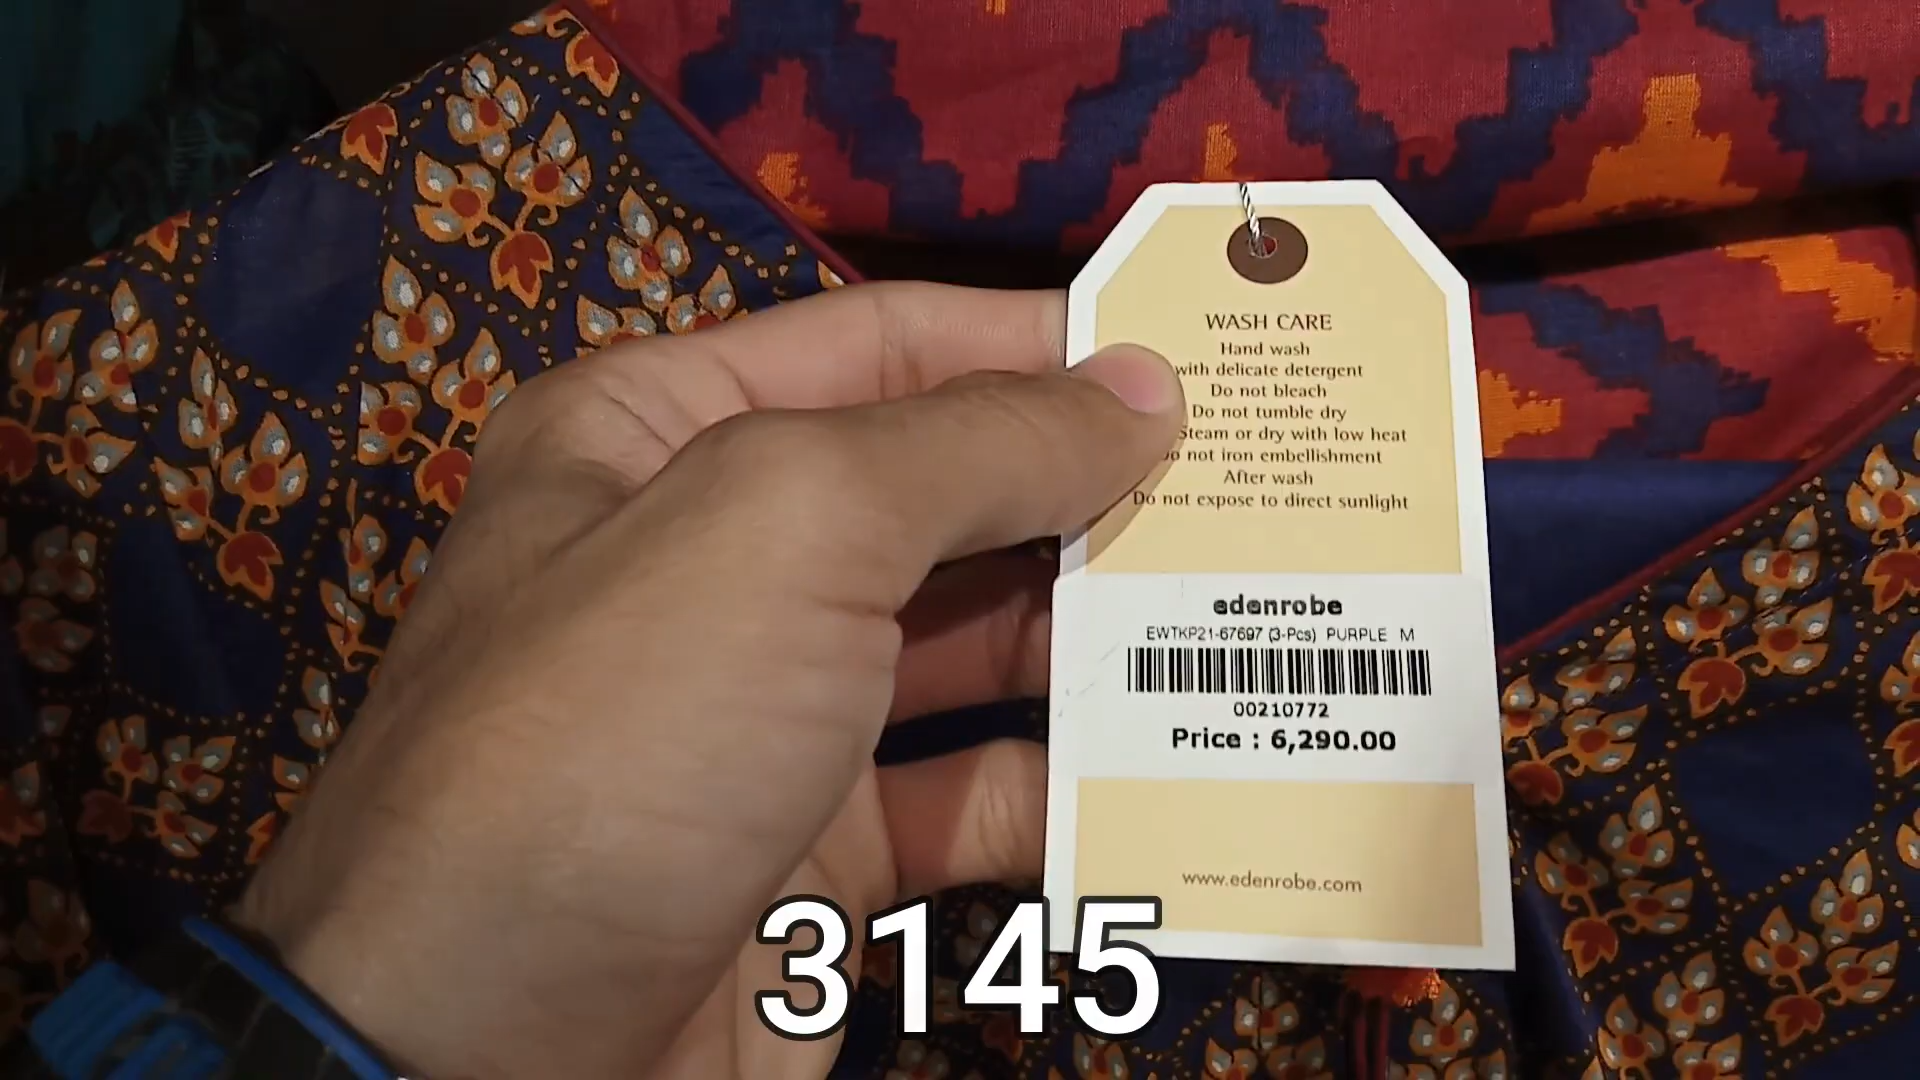 WASH CARE
Hand wash
with delicate detergent
Do not bleach
Do not tumble dry
Steam or dry with low heat
not iron embellishment
After wash
Do not expose to direct sunlight
edenrobe
EWTKP21-67697 (3-Pcs) PURPLE M
00210772
Price : 6,290.00
www.edenrobe.com
3145